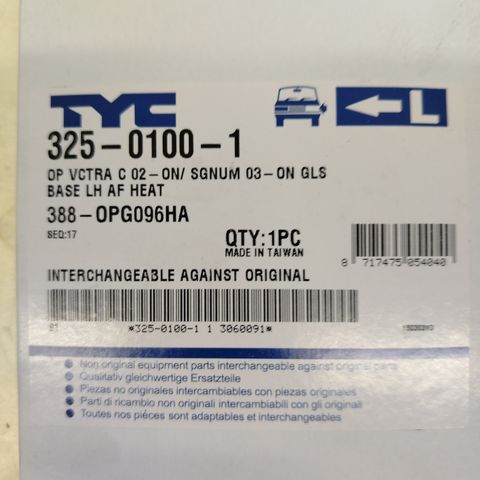 TYC
L
325-0100-1
OP VCTRA C 02-ON/ SGNUM 03-ON GLS
BASE LH AF HEAT
388-OPG096HA
SEQ:17
QTY:1PC
MADE IN TAIWAN
8 717475 054040
INTERCHANGEABLE AGAINST ORIGINAL
*325-0100-1 1 3060091*
Non original equipment parts interchangeable against original parts
Qualitativ gleichwertige Ersatzteile
Piezas no originales intercambiables con piezas originales
Parti di ricambio non originali intercambiabili con gli originali
Toutes nos piéces sont adaptables et interchangeables